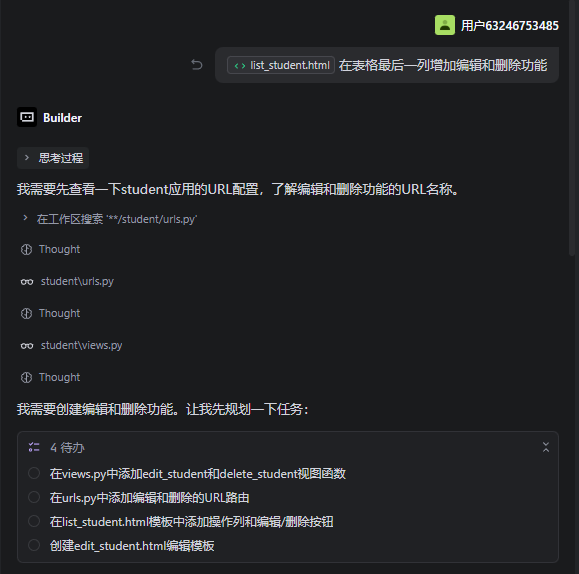 用户63246753485
list_student.html 在表格最后一列增加编辑和删除功能
Builder
思考过程
我需要先查看一下student应用的URL配置，了解编辑和删除功能的URL名称。
在工作区搜索 '**/student/urls.py'
Thought
student\urls.py
Thought
student\views.py
Thought
我需要创建编辑和删除功能。让我先规划一下任务：
4 待办
在views.py中添加edit_student和delete_student视图函数
在urls.py中添加编辑和删除的URL路由
在list_student.html模板中添加操作列和编辑/删除按钮
创建edit_student.html编辑模板